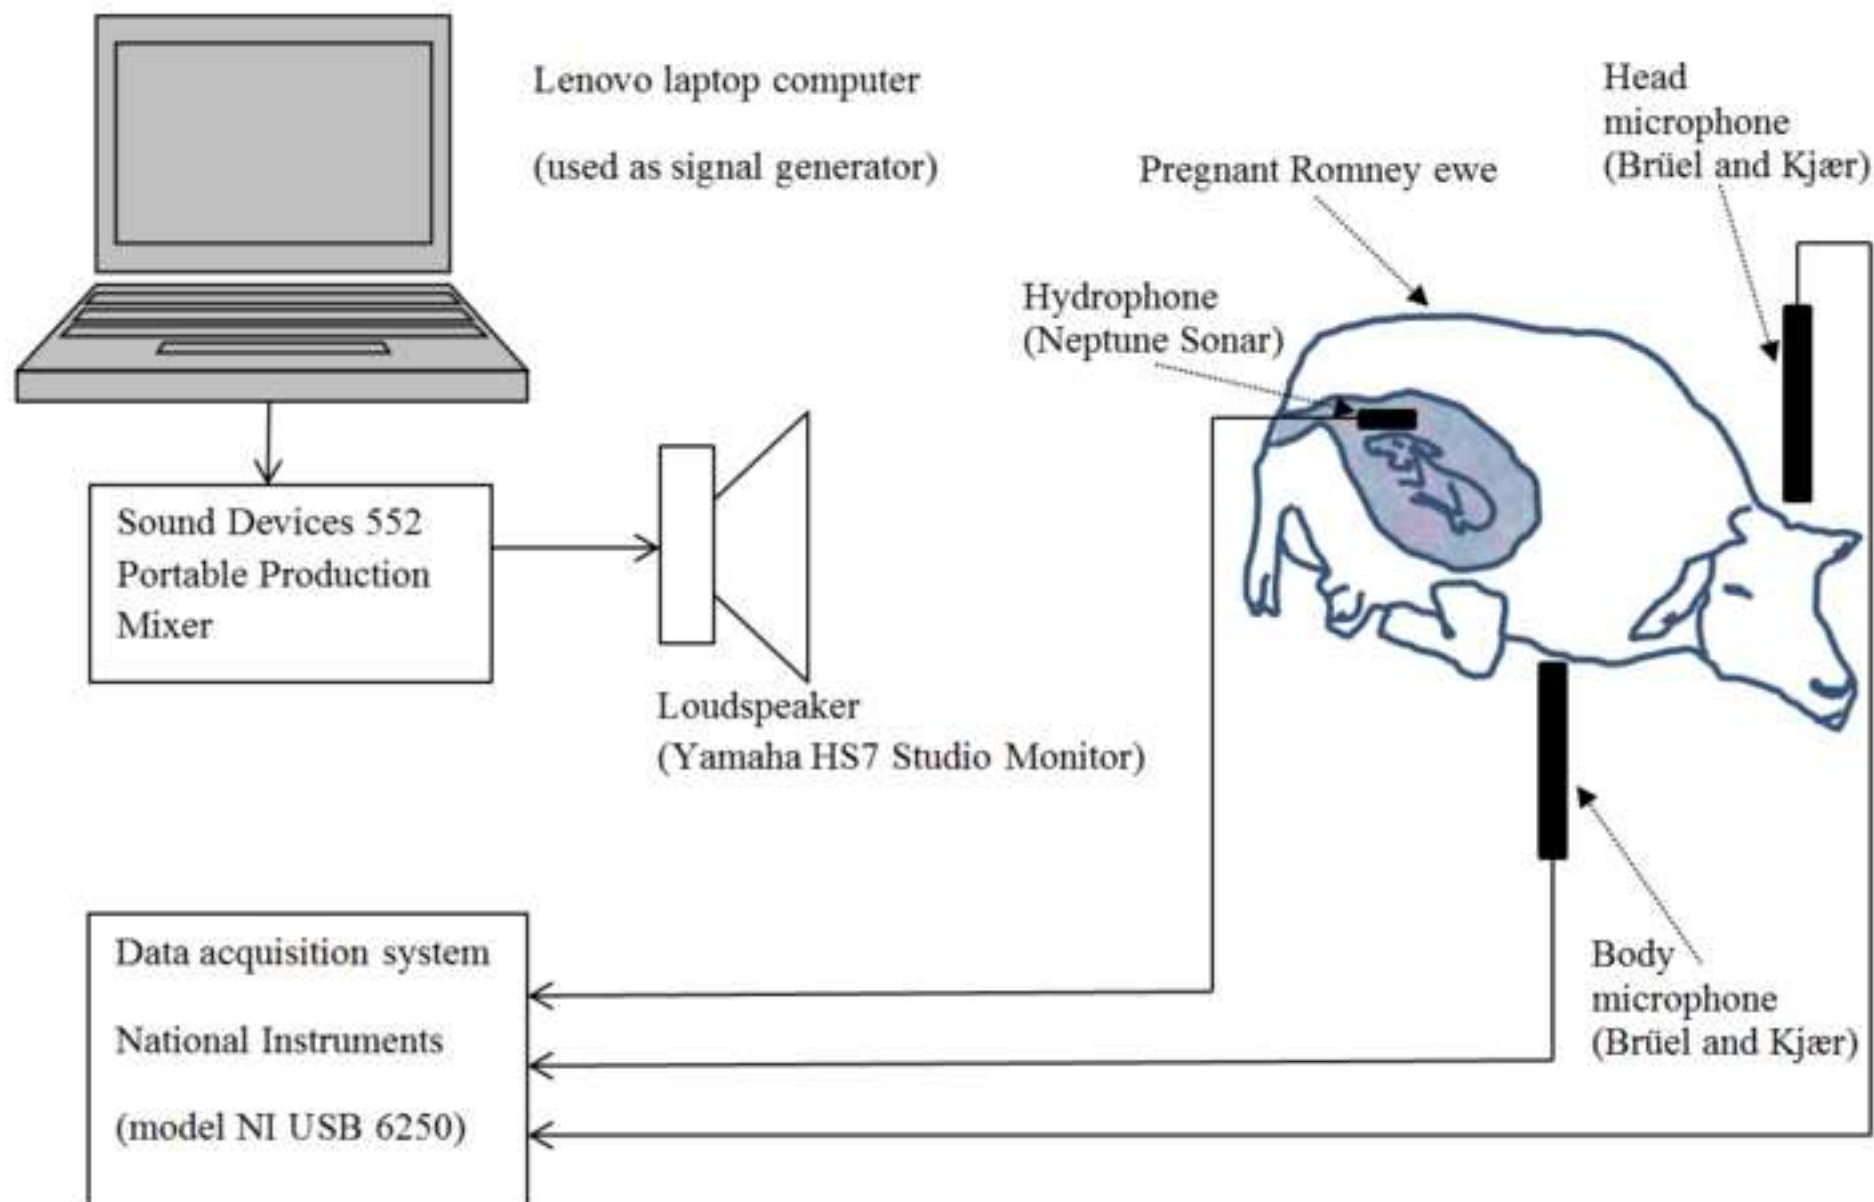 Lenovo laptop computer
(used as signal generator)
Head
microphone
(Brüel and Kjær)
Pregnant Romney ewe
Hydrophone
(Neptune Sonar)
Sound Devices 552
Portable Production
Mixer
Loudspeaker
(Yamaha HS7 Studio Monitor)
Data acquisition system
National Instruments
(model NI USB 6250)
Body
microphone
(Brüel and Kjær)